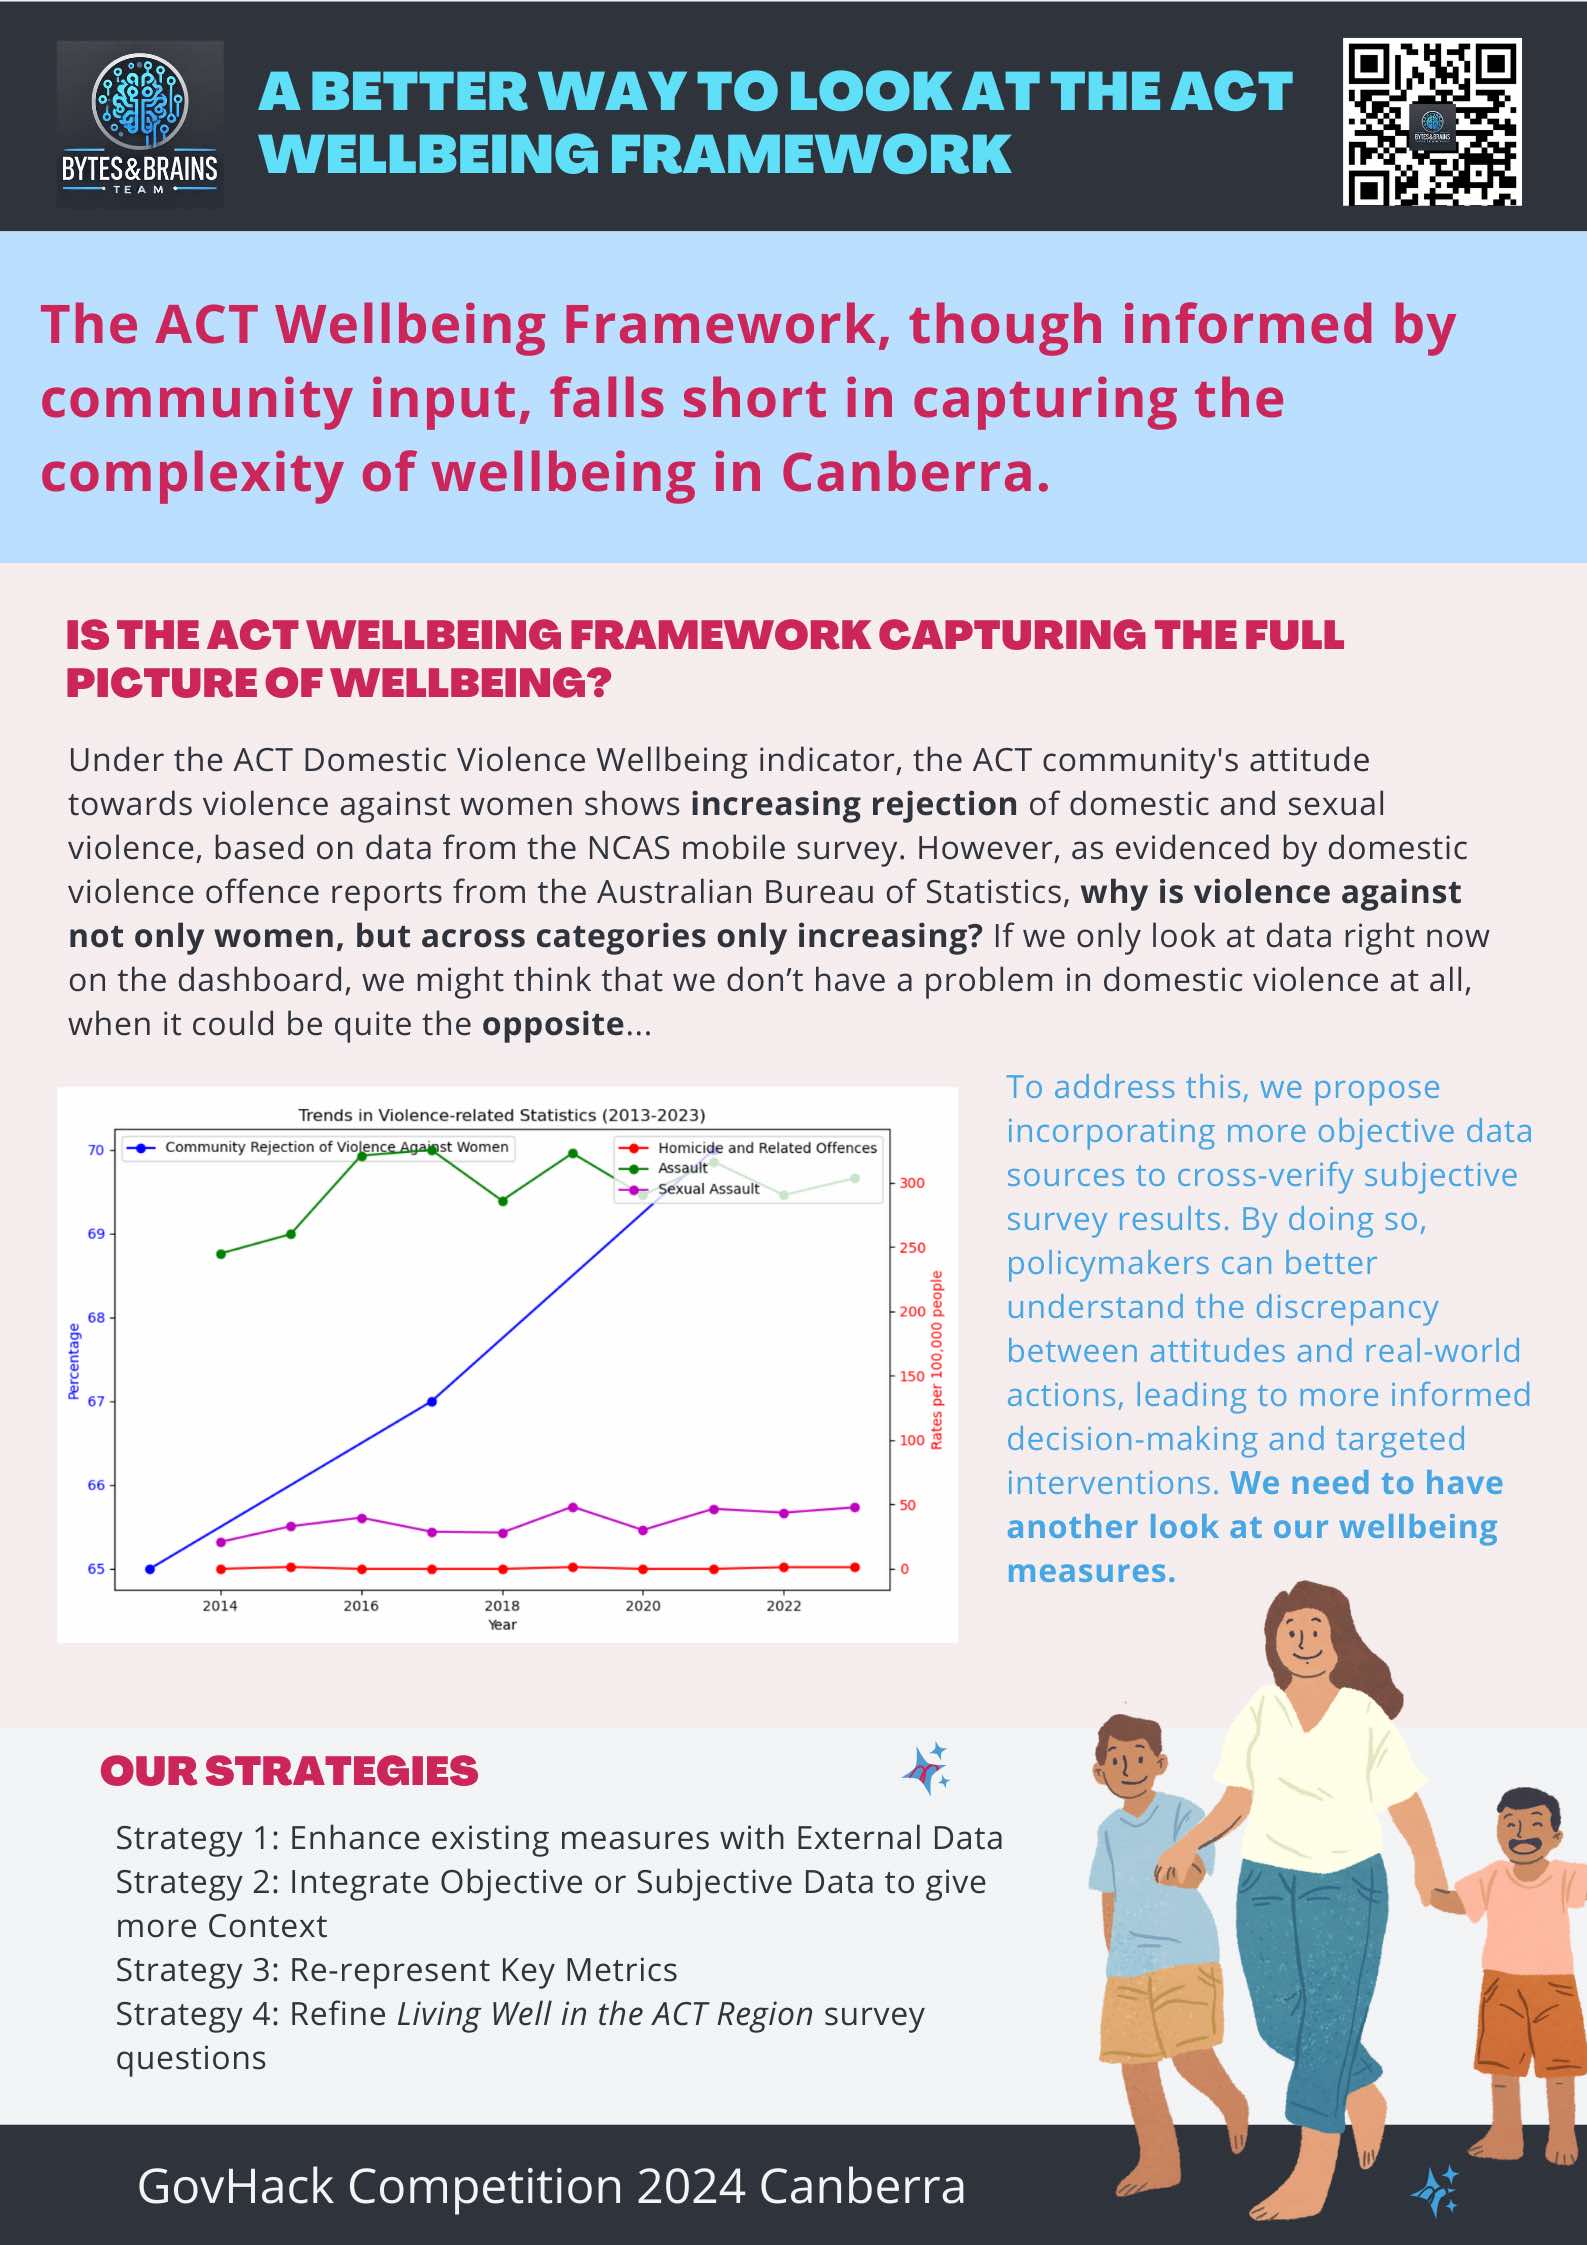 BYTES&BRAINS
TEAM
A BETTER WAY TO LOOK AT THE ACT
WELLBEING FRAMEWORK
BYTES&BRAINS
The ACT Wellbeing Framework, though informed by
community input, falls short in capturing the
complexity of wellbeing in Canberra.
IS THE ACT WELLBEING FRAMEWORK CAPTURING THE FULL
PICTURE OF WELLBEING?
Under the ACT Domestic Violence Wellbeing indicator, the ACT community's attitude
towards violence against women shows increasing rejection of domestic and sexual
violence, based on data from the NCAS mobile survey. However, as evidenced by domestic
violence offence reports from the Australian Bureau of Statistics, why is violence against
not only women, but across categories only increasing? If we only look at data right now
on the dashboard, we might think that we don’t have a problem in domestic violence at all,
when it could be quite the opposite...
Trends in Violence-related Statistics (2013-2023)
Community Rejection of Violence Against Women
Homicide and Related Offences
Assault
Sexual Assault
70
69
68
67
66
65
Percentage
300
250
200
150
100
50
0
Rates per 100,000 people
2014
2016
2018
2020
2022
Year
To address this, we propose
incorporating more objective data
sources to cross-verify subjective
survey results. By doing so,
policymakers can better
understand the discrepancy
between attitudes and real-world
actions, leading to more informed
decision-making and targeted
interventions. We need to have
another look at our wellbeing
measures.
OUR STRATEGIES
Strategy 1: Enhance existing measures with External Data
Strategy 2: Integrate Objective or Subjective Data to give
more Context
Strategy 3: Re-represent Key Metrics
Strategy 4: Refine Living Well in the ACT Region survey
questions
GovHack Competition 2024 Canberra